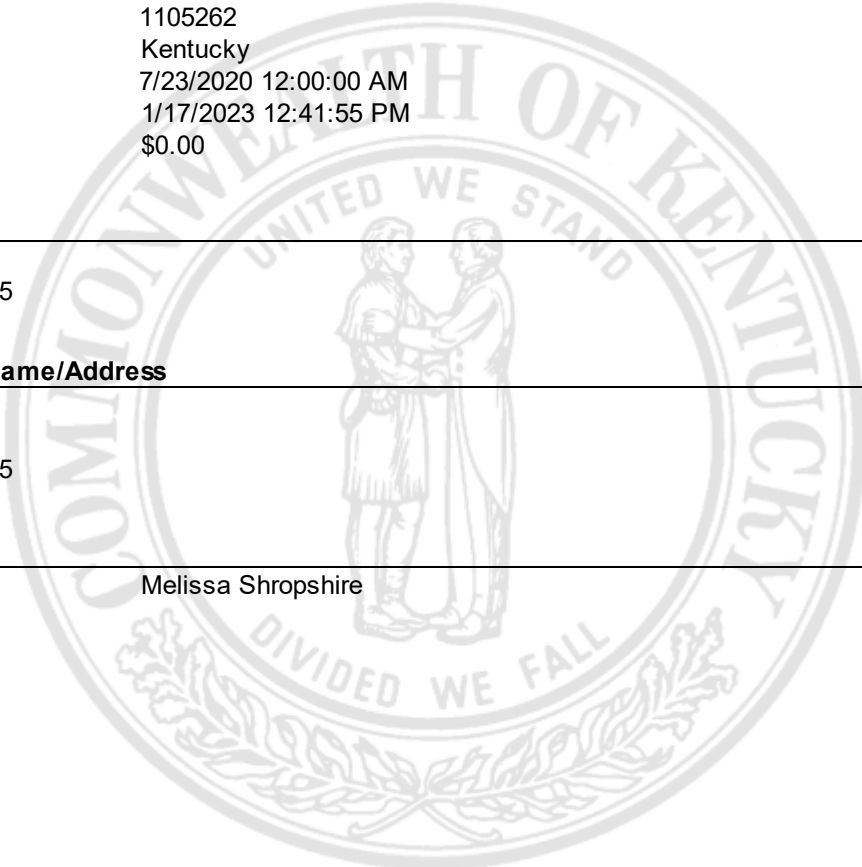 1105262
Kentucky
7/23/2020 12:00:00 AM
1/17/2023 12:41:55 PM
$0.00
5
ame/Address
5
Melissa Shropshire
COMMONWEALTH OF KENTUCKY
UNITED WE STAND
DIVIDED WE FALL